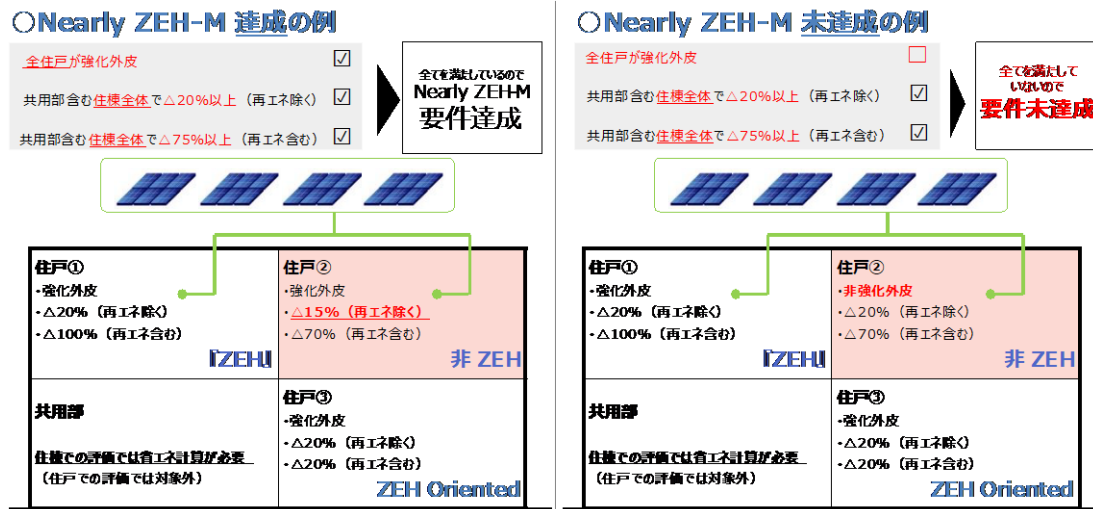 ○Nearly ZEH-M 達成の例
全住戸が強化外皮 ☑
共用部含む住棟全体で△20%以上（再エネ除く） ☑
共用部含む住棟全体で△75%以上（再エネ含む） ☑
全てを満たしているので
Nearly ZEH-M
要件達成
住戸①
・強化外皮
・△20%（再エネ除く）
・△100%（再エネ含む）
『ZEH』
住戸②
・強化外皮
・△15%（再エネ除く）
・△70%（再エネ含む）
非 ZEH
共用部
住棟での評価では省エネ計算が必要
（住戸での評価では対象外）
住戸③
・強化外皮
・△20%（再エネ除く）
・△20%（再エネ含む）
ZEH Oriented
○Nearly ZEH-M 未達成の例
全住戸が強化外皮 □
共用部含む住棟全体で△20%以上（再エネ除く） ☑
共用部含む住棟全体で△75%以上（再エネ含む） ☑
全てを満たして
いないので
要件未達成
住戸①
・強化外皮
・△20%（再エネ除く）
・△100%（再エネ含む）
『ZEH』
住戸②
・非強化外皮
・△20%（再エネ除く）
・△70%（再エネ含む）
非 ZEH
共用部
住棟での評価では省エネ計算が必要
（住戸での評価では対象外）
住戸③
・強化外皮
・△20%（再エネ除く）
・△20%（再エネ含む）
ZEH Oriented